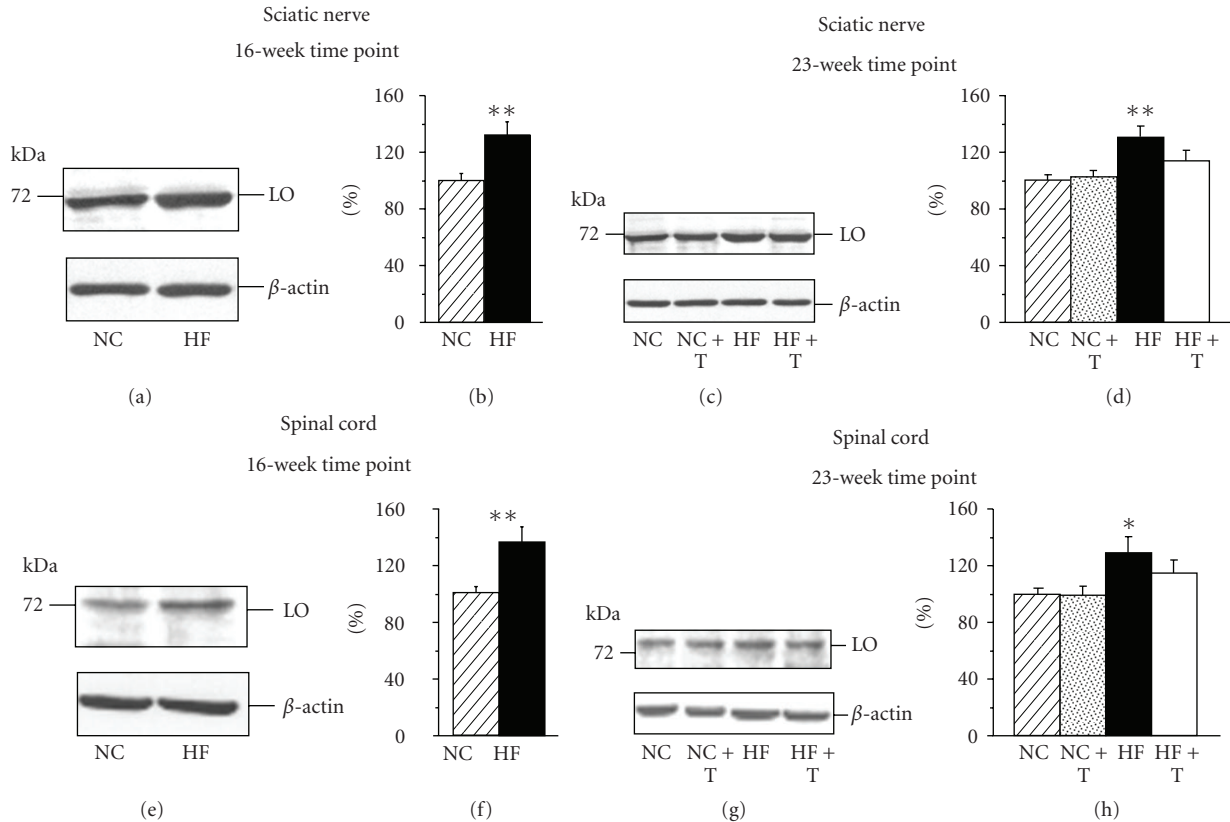 Sciatic nerve
16-week time point
kDa
72
LO
β-actin
NC HF
(a)
160
120
80
40
0
(%)
**
NC HF
(b)
Sciatic nerve
23-week time point
kDa
72
LO
β-actin
NC NC + HF HF +
T T
(c)
160
120
80
40
0
(%)
**
NC NC + HF HF +
T T
(d)
Spinal cord
16-week time point
kDa
72
LO
β-actin
NC HF
(e)
160
120
80
40
0
(%)
**
NC HF
(f)
Spinal cord
23-week time point
kDa
72
LO
β-actin
NC NC + HF HF +
T T
(g)
160
120
80
40
0
(%)
*
NC NC + HF HF +
T T
(h)